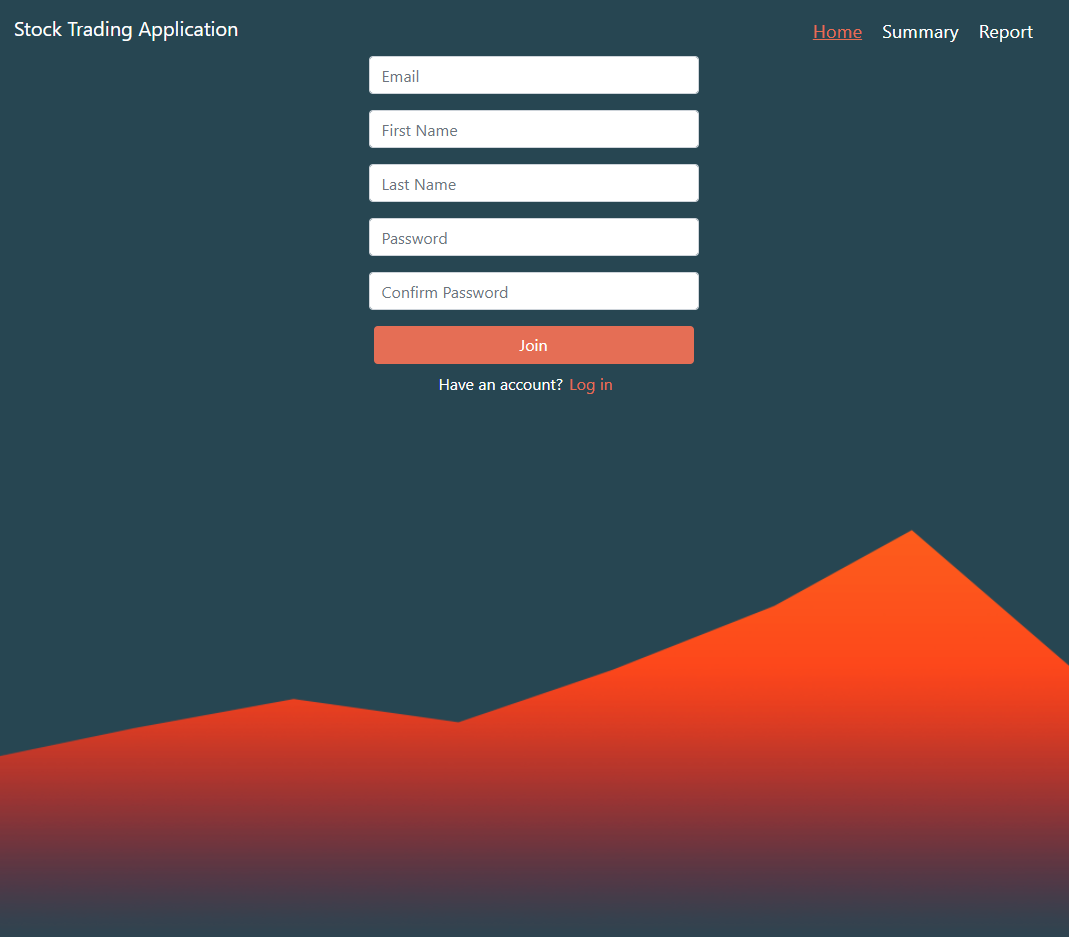 Stock Trading Application
Home Summary Report
Email
First Name
Last Name
Password
Confirm Password
Join
Have an account? Log in